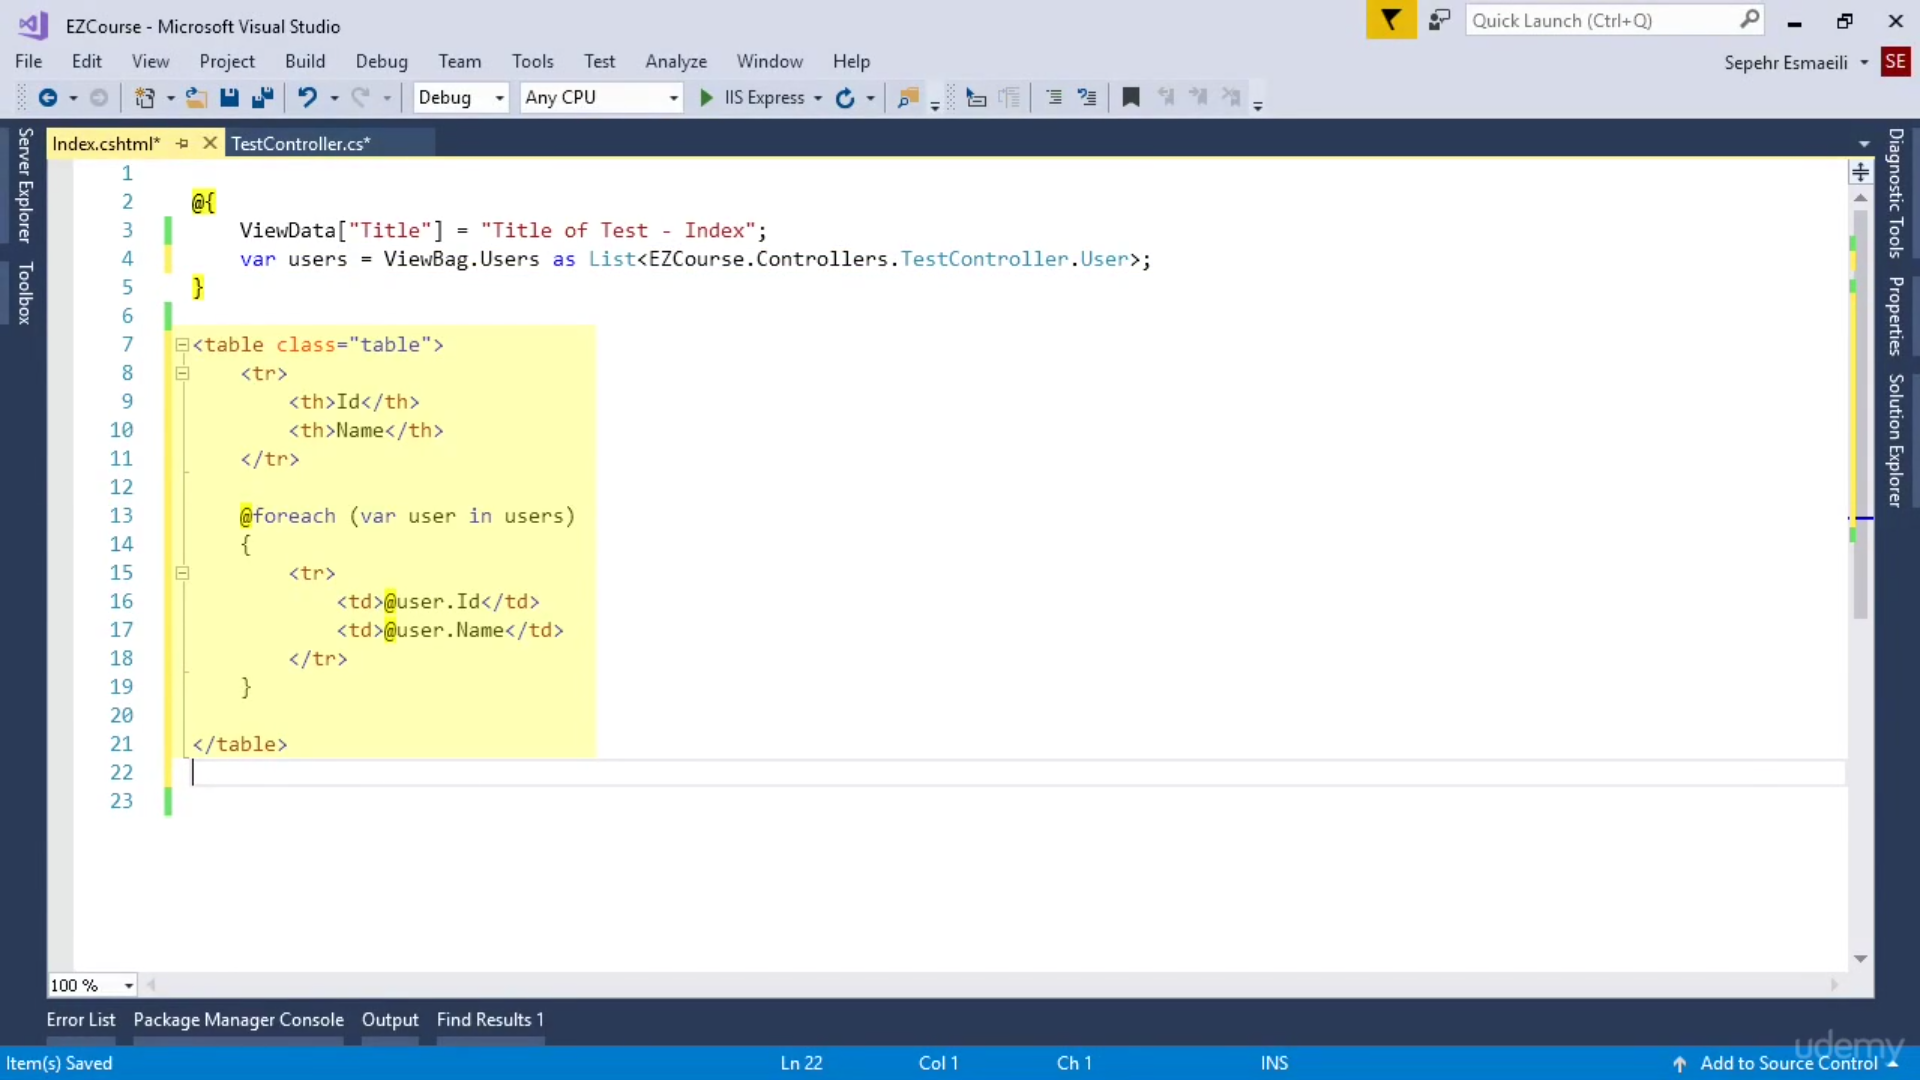 EZCourse - Microsoft Visual Studio
Quick Launch (Ctrl+Q)
File Edit View Project Build Debug Team Tools Test Analyze Window Help
Sepehr Esmaeili SE
Debug Any CPU IIS Express
Index.cshtml* TestController.cs*
Server Explorer
Toolbox
Diagnostic Tools
Properties
Solution Explorer
1
2 @{
3 ViewData["Title"] = "Title of Test - Index";
4 var users = ViewBag.Users as List<EZCourse.Controllers.TestController.User>;
5 }
6
7 <table class="table">
8 <tr>
9 <th>Id</th>
10 <th>Name</th>
11 </tr>
12
13 @foreach (var user in users)
14 {
15 <tr>
16 <td>@user.Id</td>
17 <td>@user.Name</td>
18 </tr>
19 }
20
21 </table>
22
23
100 %
Error List Package Manager Console Output Find Results 1
Item(s) Saved Ln 22 Col 1 Ch 1 INS Add to Source Control
udemy